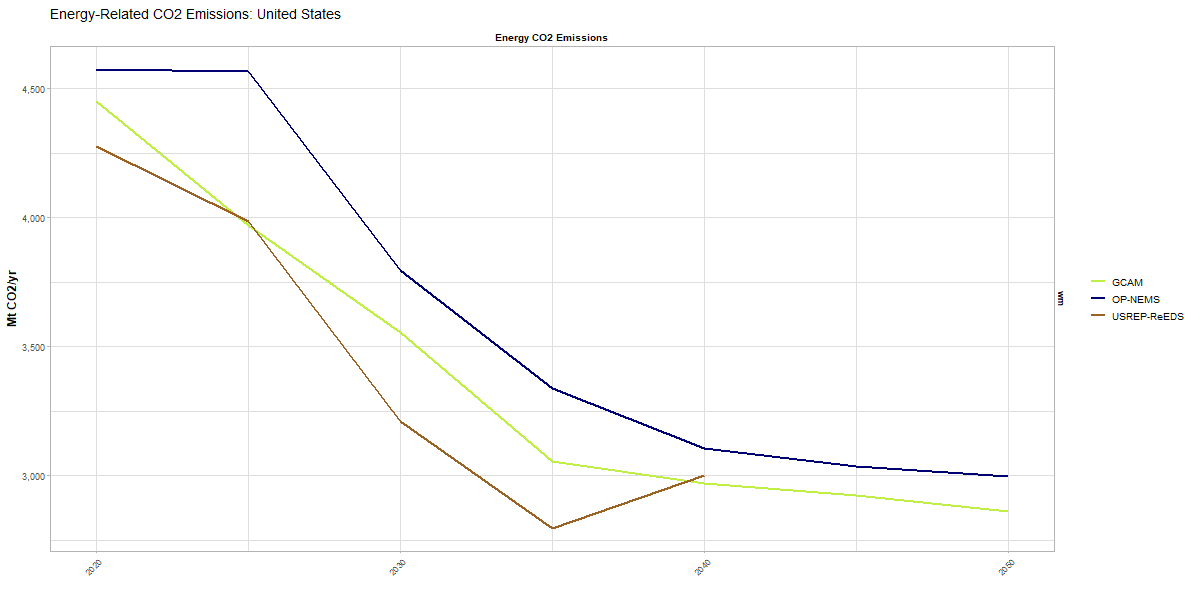 Energy-Related CO2 Emissions: United States
Energy CO2 Emissions
Mt CO2/yr
4,500
4,000
3,500
3,000
2020
2030
2040
2050
wm
GCAM
OP-NEMS
USREP-ReEDS